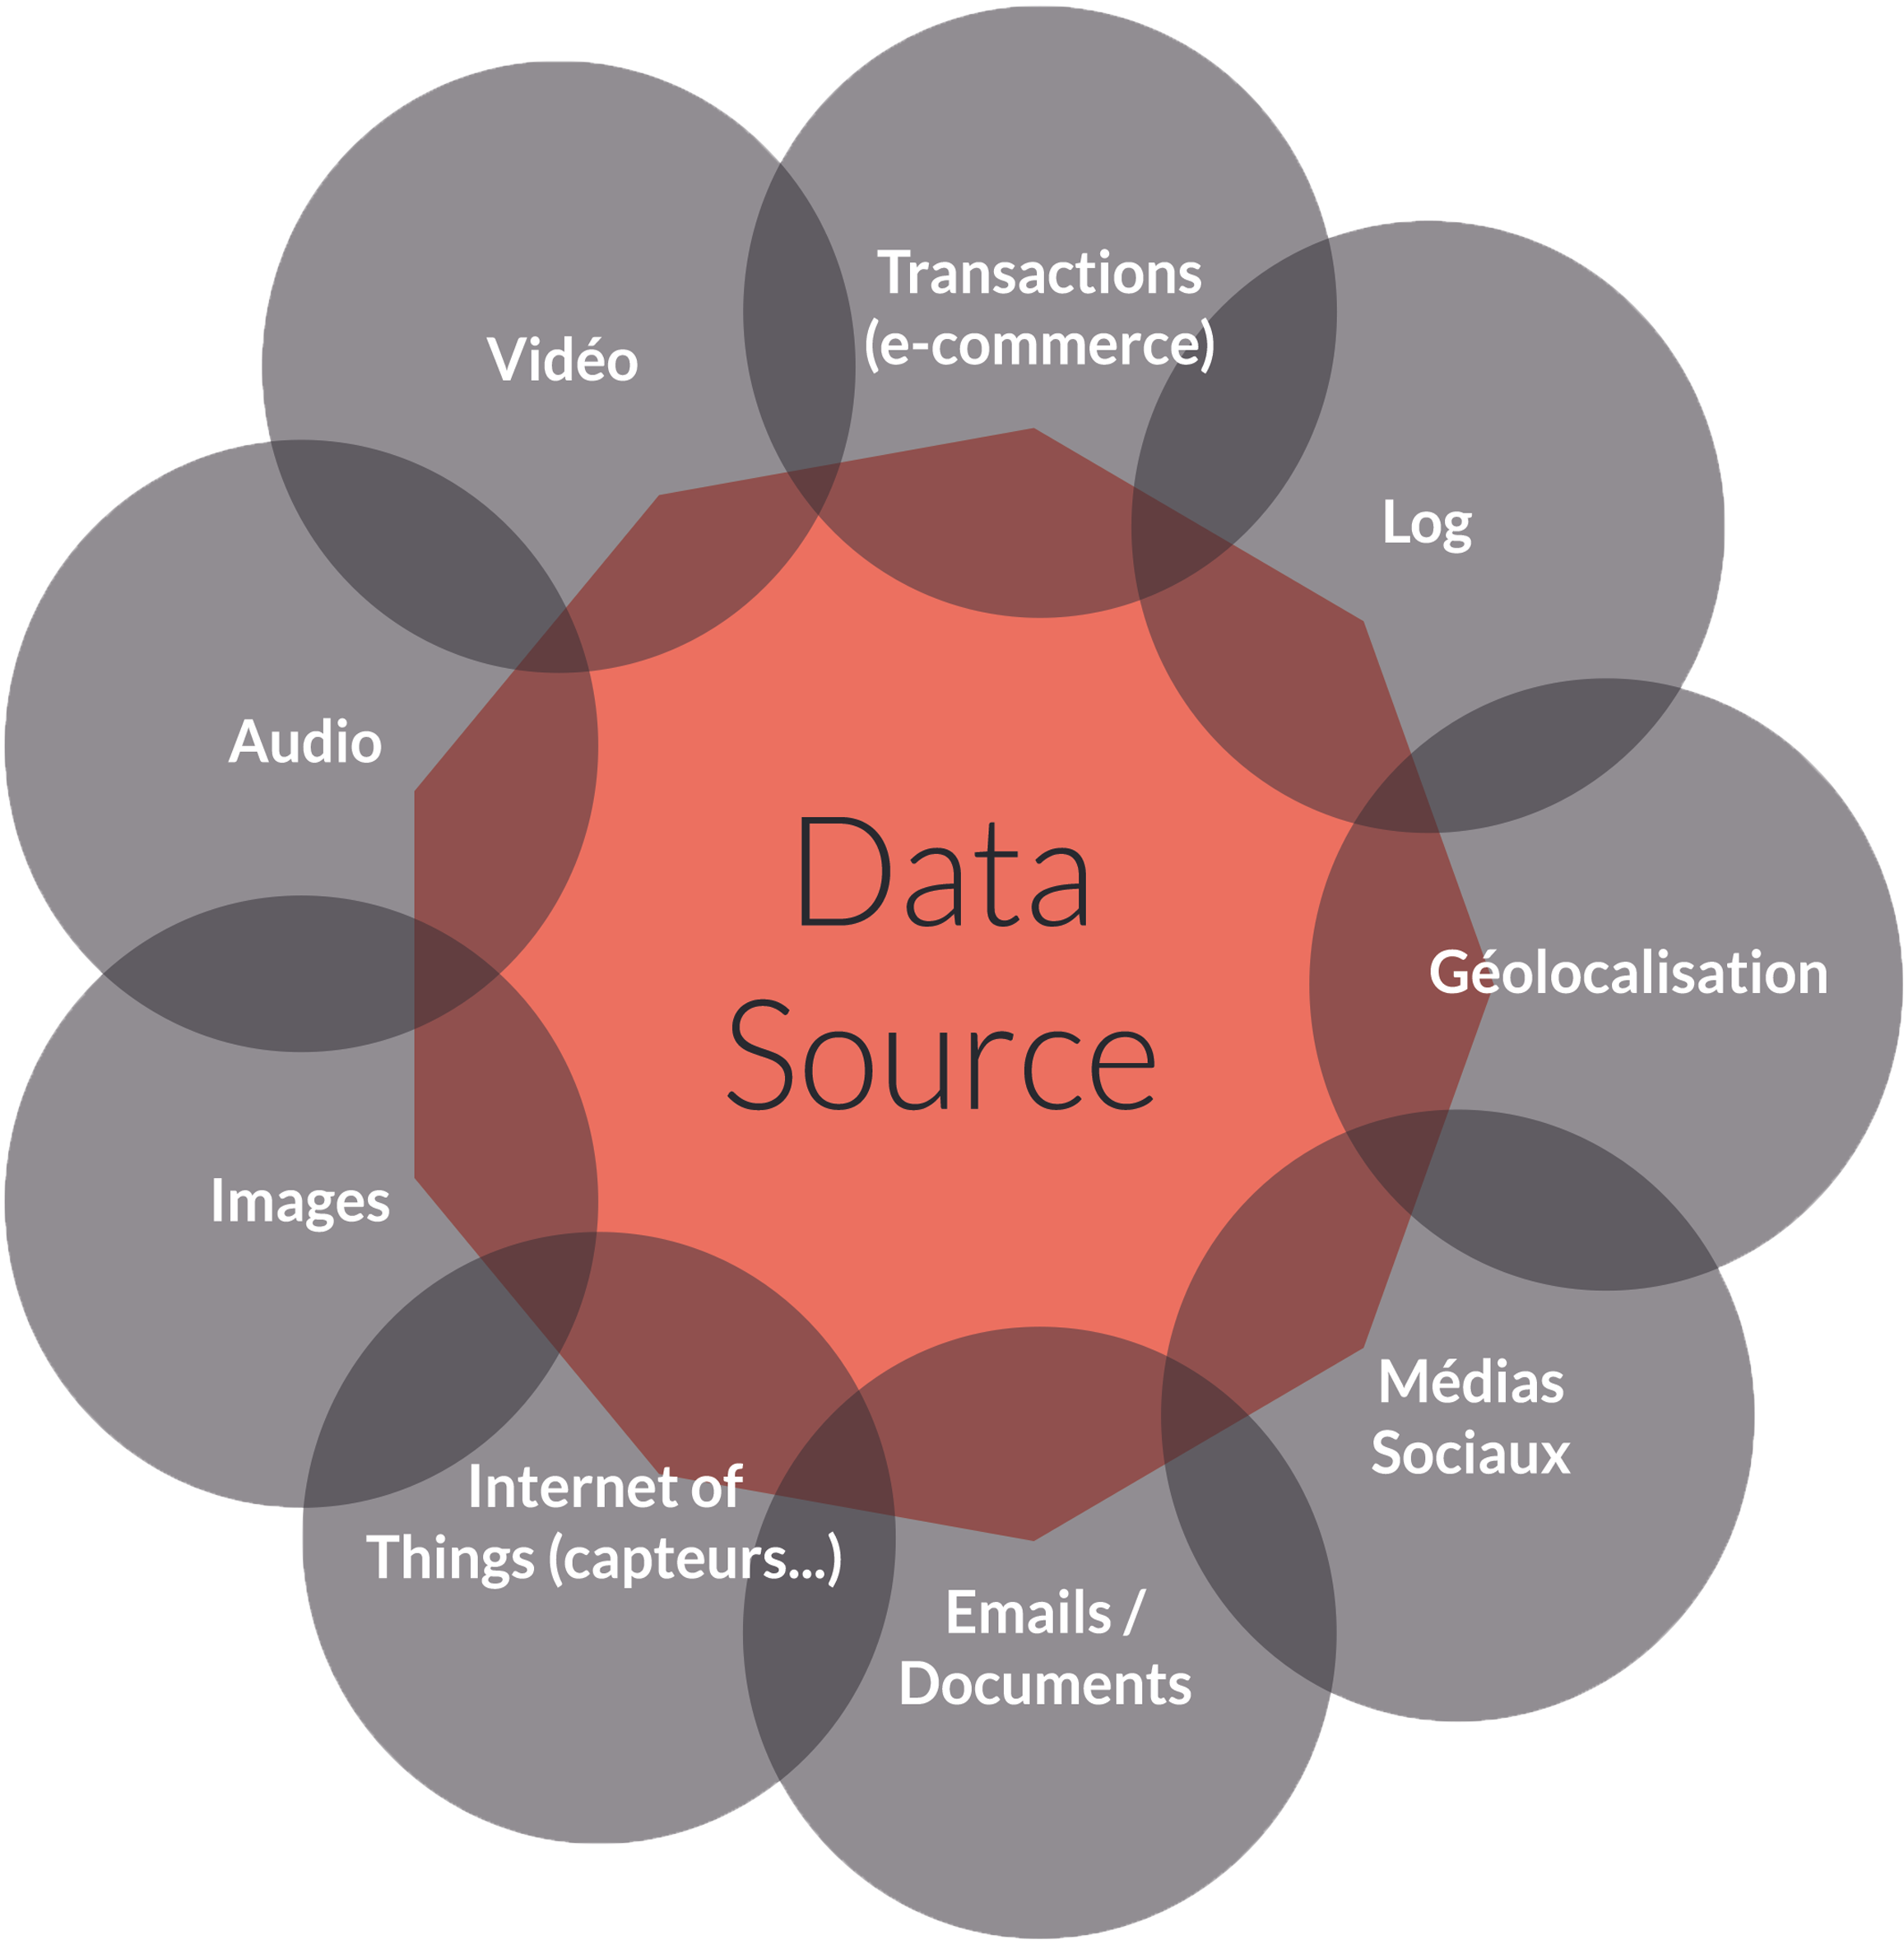 Transactions
(e-commerce)
Vidéo
Log
Audio
Data
Source
Géolocalisation
Images
Médias
Sociaux
Internet of
Things (capteurs...)
Emails /
Documents